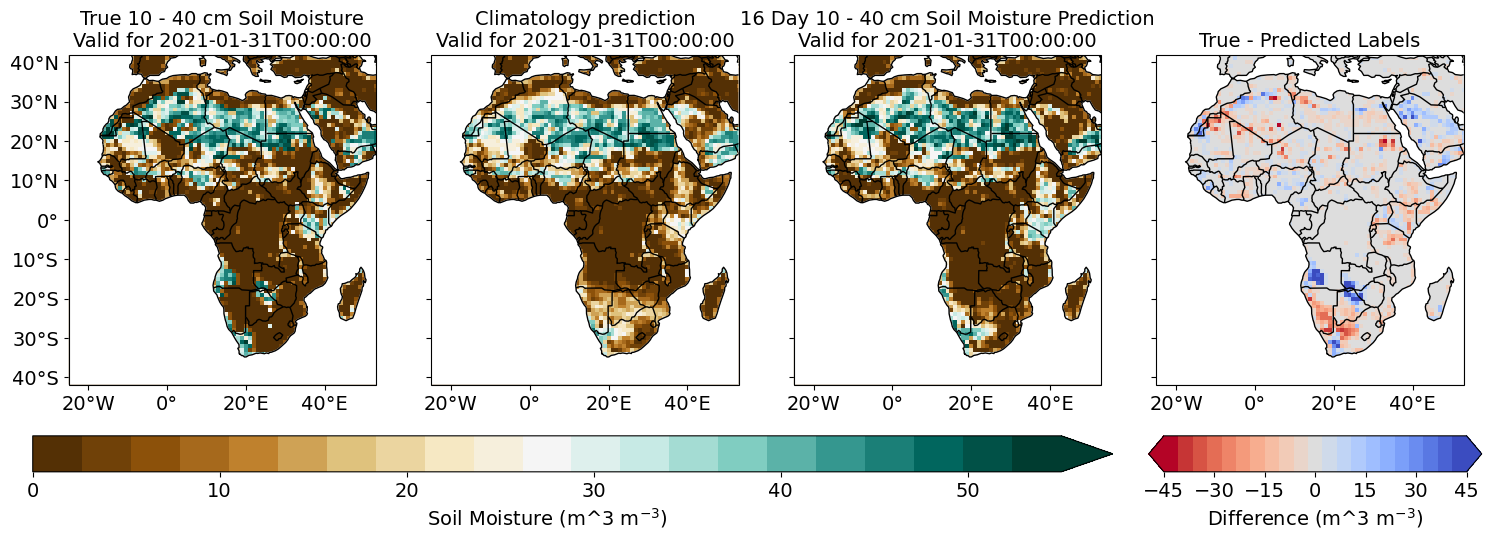 True 10 - 40 cm Soil Moisture
Valid for 2021-01-31T00:00:00
Climatology prediction
Valid for 2021-01-31T00:00:00
16 Day 10 - 40 cm Soil Moisture Prediction
Valid for 2021-01-31T00:00:00
True - Predicted Labels
40°N
30°N
20°N
10°N
0°
10°S
20°S
30°S
40°S
20°W 0° 20°E 40°E
20°W 0° 20°E 40°E
20°W 0° 20°E 40°E
20°W 0° 20°E 40°E
0 10 20 30 40 50
Soil Moisture (m^3 m⁻³)
−45 −30 −15 0 15 30 45
Difference (m^3 m⁻³)